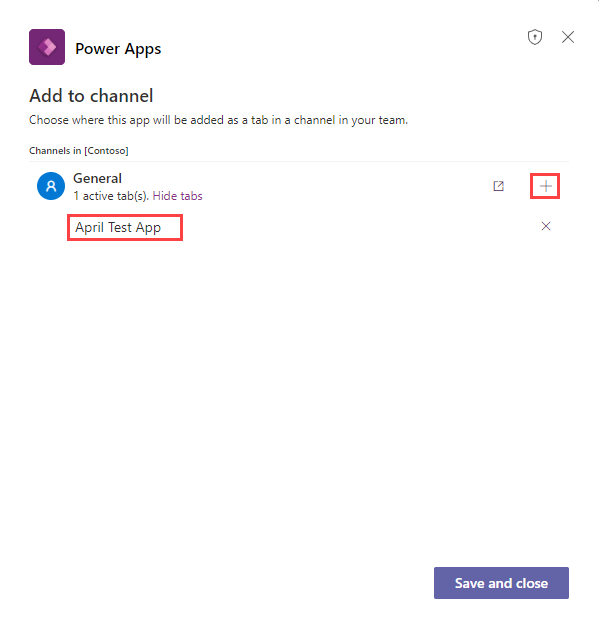 Power Apps
Add to channel
Choose where this app will be added as a tab in a channel in your team.
Channels in [Contoso]
General
1 active tab(s). Hide tabs
April Test App
Save and close